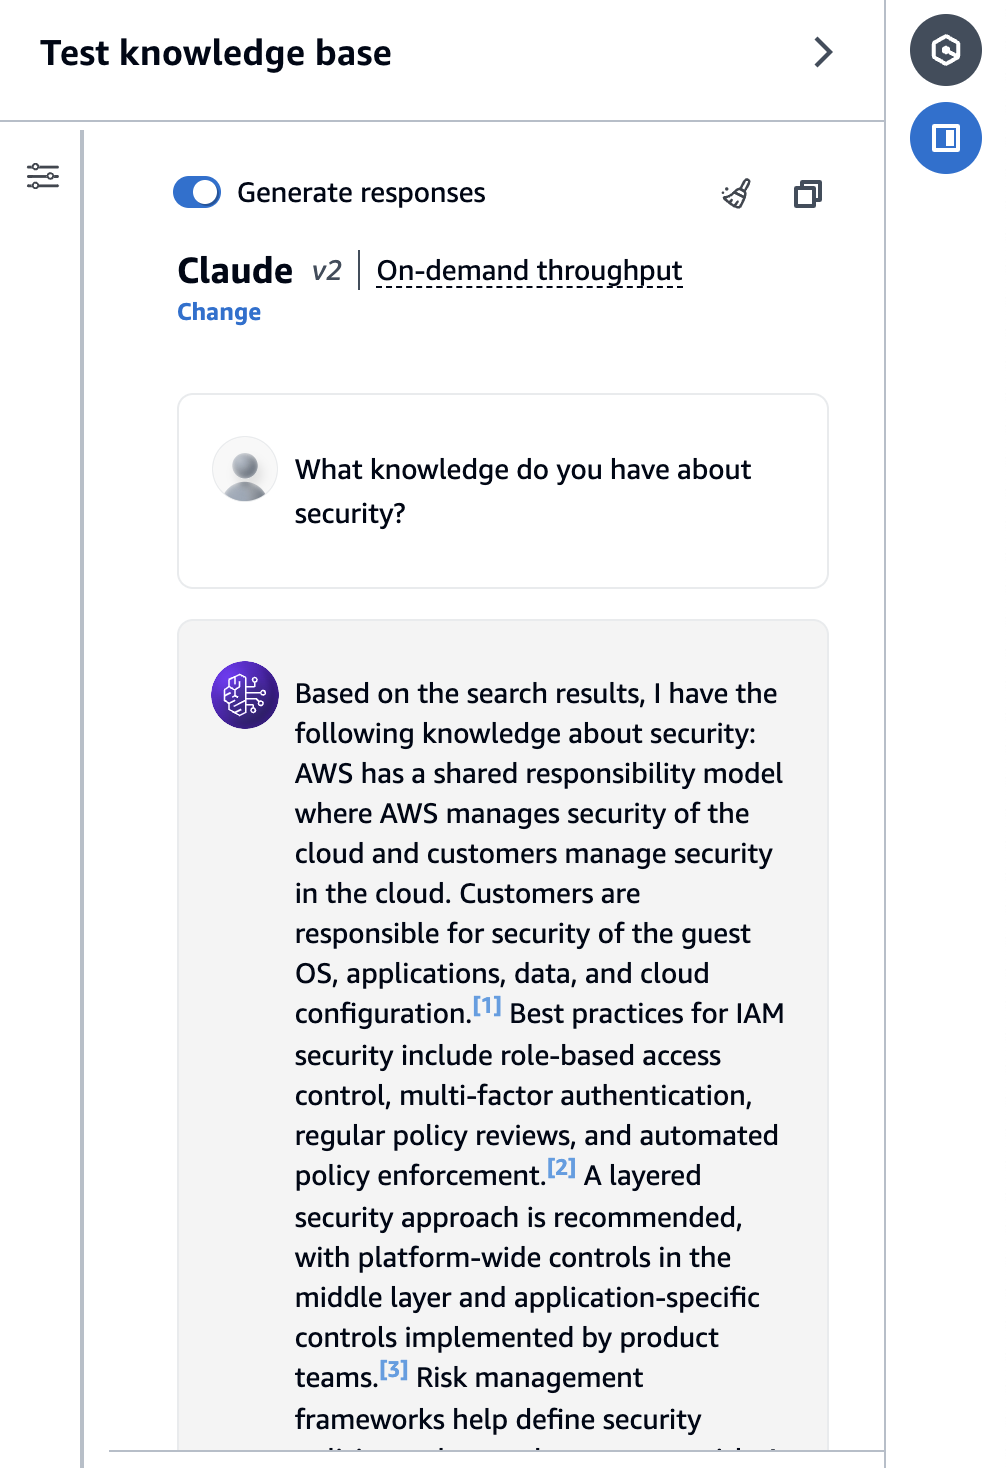 Test knowledge base
Generate responses
Claude v2 On-demand throughput
Change
What knowledge do you have about
security?
Based on the search results, I have the
following knowledge about security:
AWS has a shared responsibility model
where AWS manages security of the
cloud and customers manage security
in the cloud. Customers are
responsible for security of the guest
OS, applications, data, and cloud
configuration.[1] Best practices for IAM
security include role-based access
control, multi-factor authentication,
regular policy reviews, and automated
policy enforcement.[2] A layered
security approach is recommended,
with platform-wide controls in the
middle layer and application-specific
controls implemented by product
teams.[3] Risk management
frameworks help define security